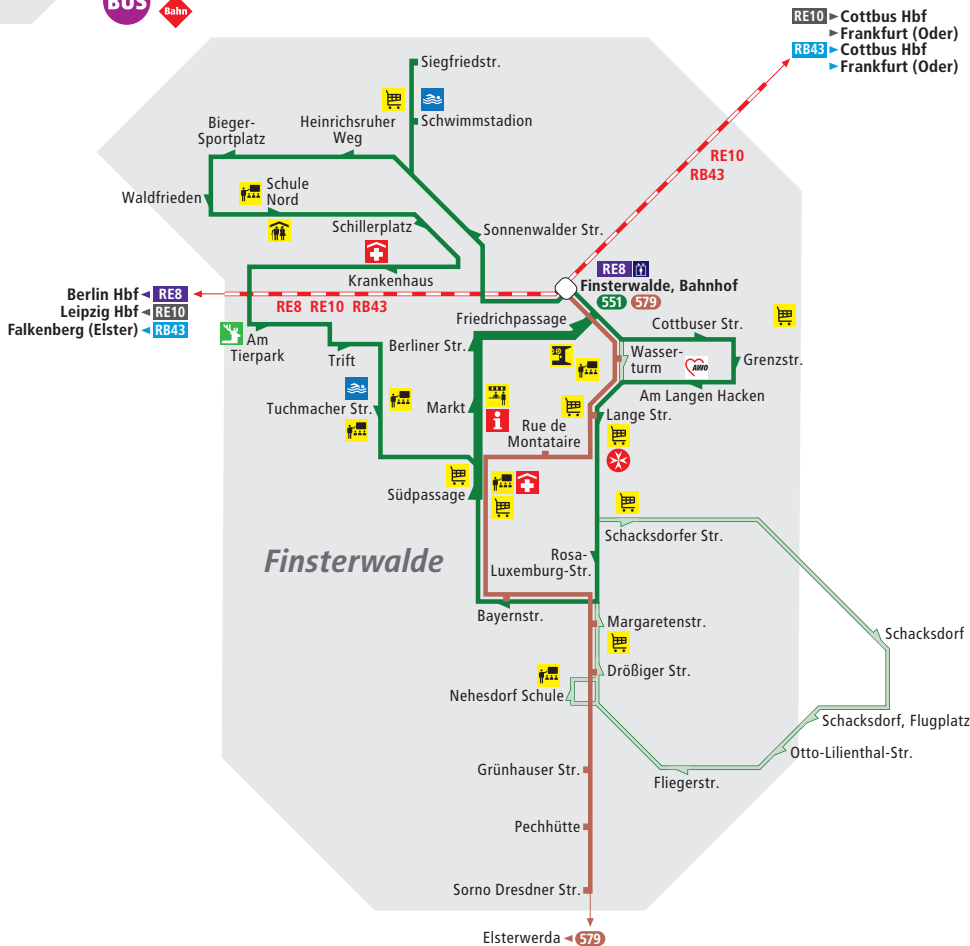 BUS
Bahn
RE10 Cottbus Hbf
Frankfurt (Oder)
RB43 Cottbus Hbf
Frankfurt (Oder)
Siegfriedstr.
Schwimmstadion
Bieger-
Sportplatz
Heinrichsruher
Weg
RE10
RB43
Waldfrieden
Schule
Nord
Schillerplatz
Sonnenwalder Str.
Krankenhaus
RE8
Finsterwalde, Bahnhof
551 579
Berlin Hbf RE8
Leipzig Hbf RE10
Falkenberg (Elster) RB43
RE8 RE10 RB43
Friedrichpassage
Cottbuser Str.
Am
Tierpark
Trift
Berliner Str.
Wasser-
turm
AWO
Grenzstr.
Am Langen Hacken
Tuchmacher Str.
Markt
i
Lange Str.
Rue de
Montataire
Südpassage
Schacksdorfer Str.
Finsterwalde
Rosa-
Luxemburg-Str.
Bayernstr.
Margaretenstr.
Schacksdorf
Drößiger Str.
Nehesdorf Schule
Schacksdorf, Flugplatz
Otto-Lilienthal-Str.
Fliegerstr.
Grünhauser Str.
Pechhütte
Sorno Dresdner Str.
Elsterwerda 579